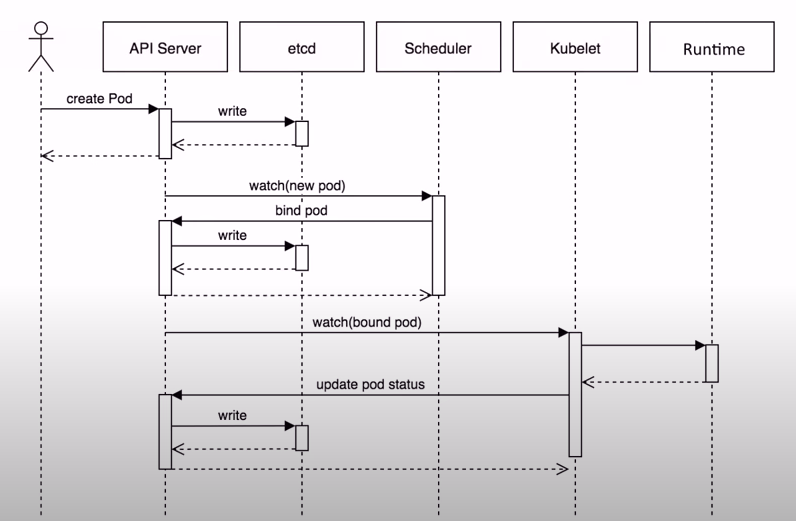 API Server
etcd
Scheduler
Kubelet
Runtime
create Pod
write
watch(new pod)
bind pod
write
watch(bound pod)
update pod status
write